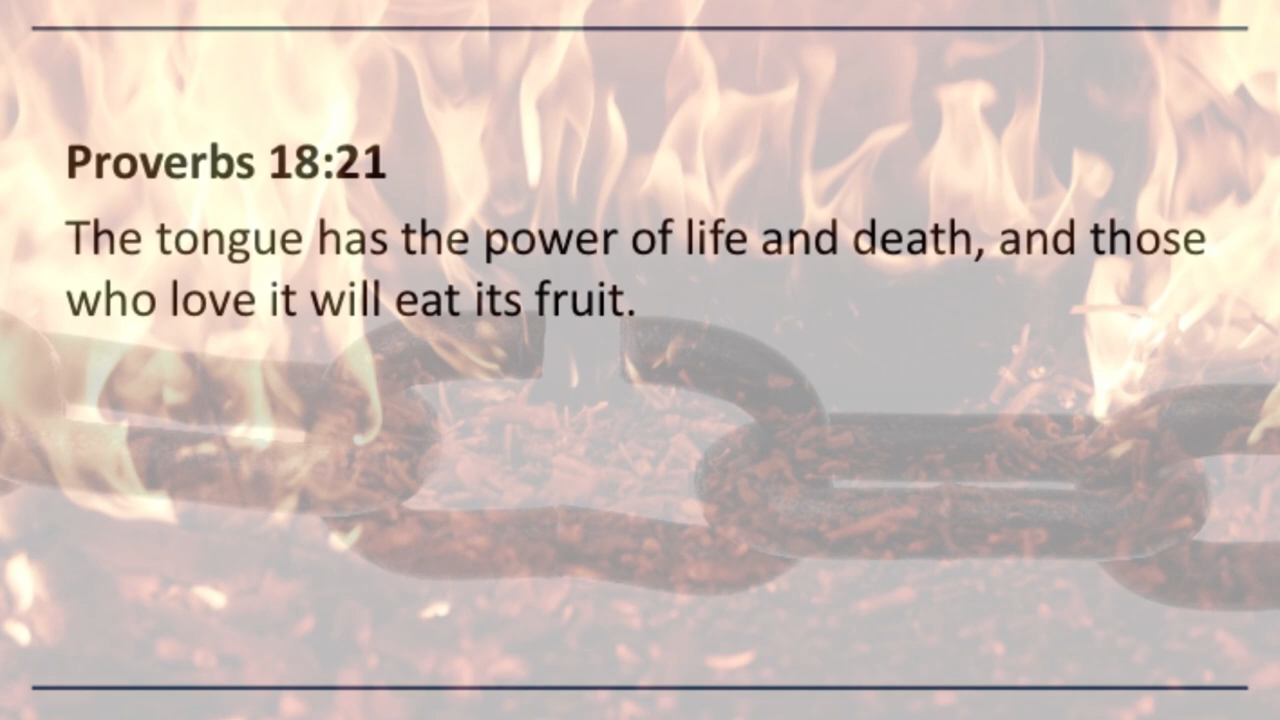 Proverbs 18:21
The tongue has the power of life and death, and those
who love it will eat its fruit.